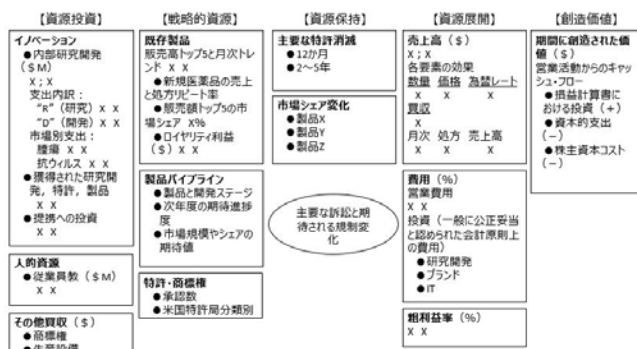 【資源投資】
イノベーション
●内部研究開発
($M)
X ; X
支出内訳：
"R"（研究）X X
"D"（開発）X X
市場別支出：
腫瘍 X X
抗ウィルス X X
●獲得された研究開
発，特許，製品
X X
●提携への投資
X X
人的資源
●従業員数（$M）
X X
その他買収（$）
●商標権
●生産設備
【戦略的資源】
既存製品
販売高トップ5と月次トレ
ンド X X
●新規医薬品の売上
と処方リピート率
●販売額トップ5の市
場シェア X%
●ロイヤリティ利益
（$）X X
製品パイプライン
●製品と開発ステージ
●次年度の期待進捗
度
●市場規模やシェアの
期待値
特許・商標権
●承認数
●米国特許局分類別
【資源保持】
主要な特許消滅
●12か月
●2～5年
市場シェア変化
●製品X
●製品Y
●製品Z
主要な訴訟と期
待される規制変
化
【資源展開】
売上高（$）
X ; X
各要素の効果
数量 価格 為替レート
X X X
買収
X
月次 処方 売上高
X X X
費用（%）
営業費用
X X
投資（一般に公正妥当
と認められた会計原則上
の費用）
●研究開発
●ブランド
●IT
粗利益率（%）
X X
【創造価値】
期間に創造された価
値（$）
営業活動からのキャッ
シュ・フロー
●損益計算書に
おける投資（+）
●資本的支出
（−）
●株主資本コスト
（−）